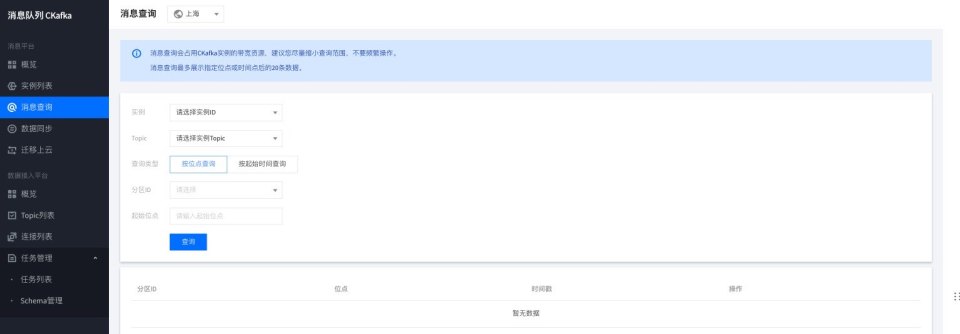 消息队列 CKafka
消息查询 上海
消息平台
概览
实例列表
消息查询
数据同步
迁移上云
数据接入平台
概览
Topic列表
连接列表
任务管理
任务列表
Schema管理
消息查询会占用CKafka实例的带宽资源，建议您尽量缩小查询范围，不要频繁操作。
消息查询最多展示指定位点或时间点后的20条数据。
实例 请选择实例ID
Topic 请选择实例Topic
查询类型 按位点查询 按起始时间查询
分区ID 请选择
起始位点 请输入起始位点
查询
分区ID 位点 时间戳 操作
暂无数据